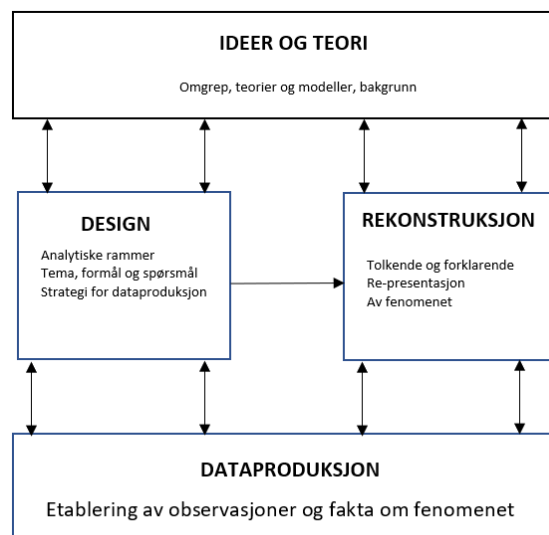 IDEER OG TEORI
Omgrep, teorier og modeller, bakgrunn
DESIGN
Analytiske rammer
Tema, formål og spørsmål
Strategi for dataproduksjon
REKONSTRUKSJON
Tolkende og forklarende
Re-presentasjon
Av fenomenet
DATAPRODUKSJON
Etablering av observasjoner og fakta om fenomenet